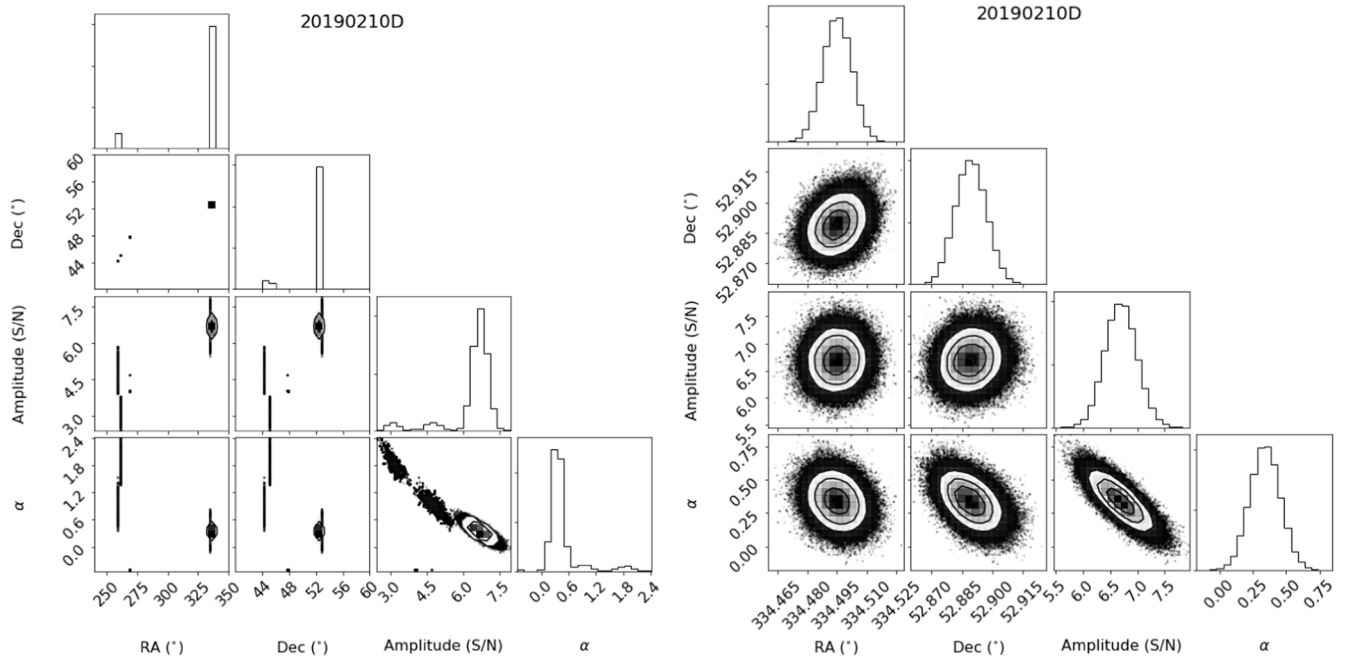 20190210D
20190210D
Dec (°)
60
56
52
48
44
Amplitude (S/N)
7.5
6.0
4.5
3.0
α
2.4
1.8
1.2
0.6
0.0
250 275 300 325 350
44 48 52 56 60
3.0 4.5 6.0 7.5
0.0 0.6 1.2 1.8 2.4
RA (°) Dec (°) Amplitude (S/N) α
Dec (°)
52.915
52.900
52.885
52.870
Amplitude (S/N)
7.5
7.0
6.5
6.0
5.5
α
0.75
0.50
0.25
0.00
334.465 334.480 334.495 334.510 334.525
52.870 52.885 52.900 52.915
5.5 6.0 6.5 7.0 7.5
0.00 0.25 0.50 0.75
RA (°) Dec (°) Amplitude (S/N) α